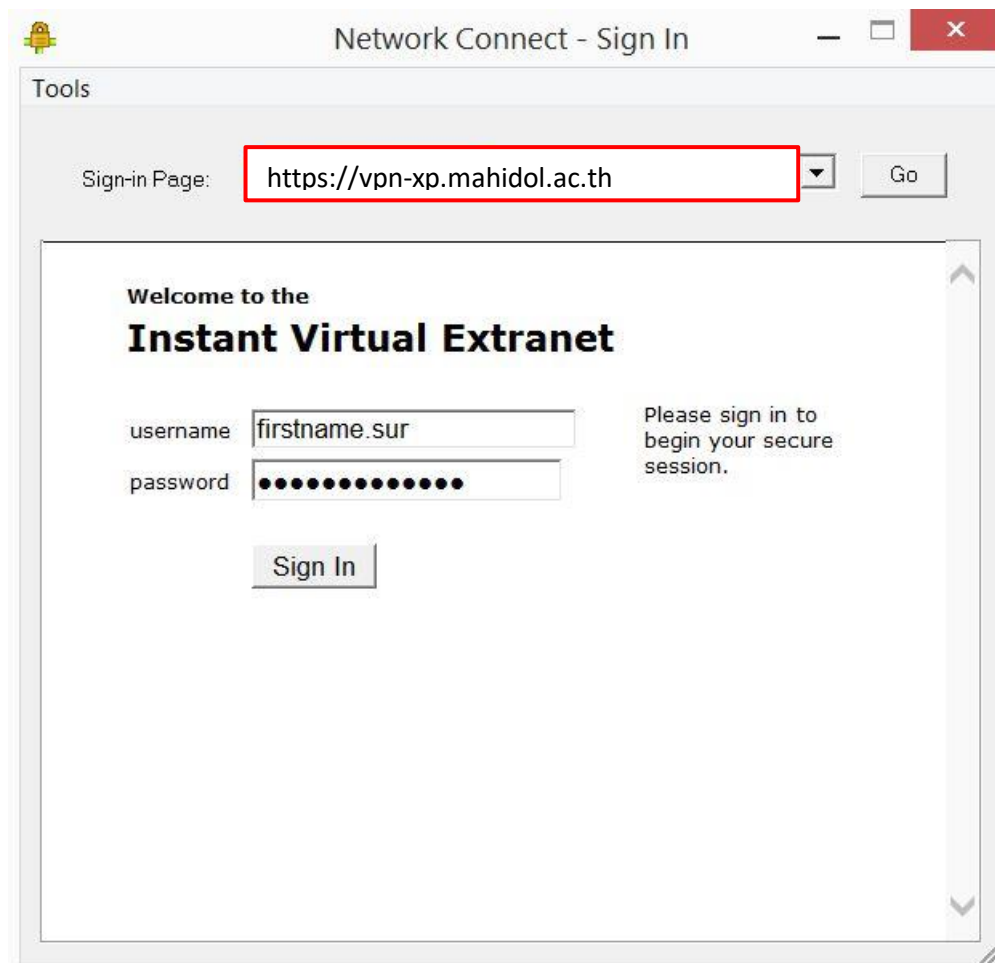 Network Connect - Sign In
Tools
Sign-in Page:
https://vpn-xp.mahidol.ac.th
Go
Welcome to the
Instant Virtual Extranet
username
firstname.sur
Please sign in to
begin your secure
session.
password
●●●●●●●●●●●●●
Sign In